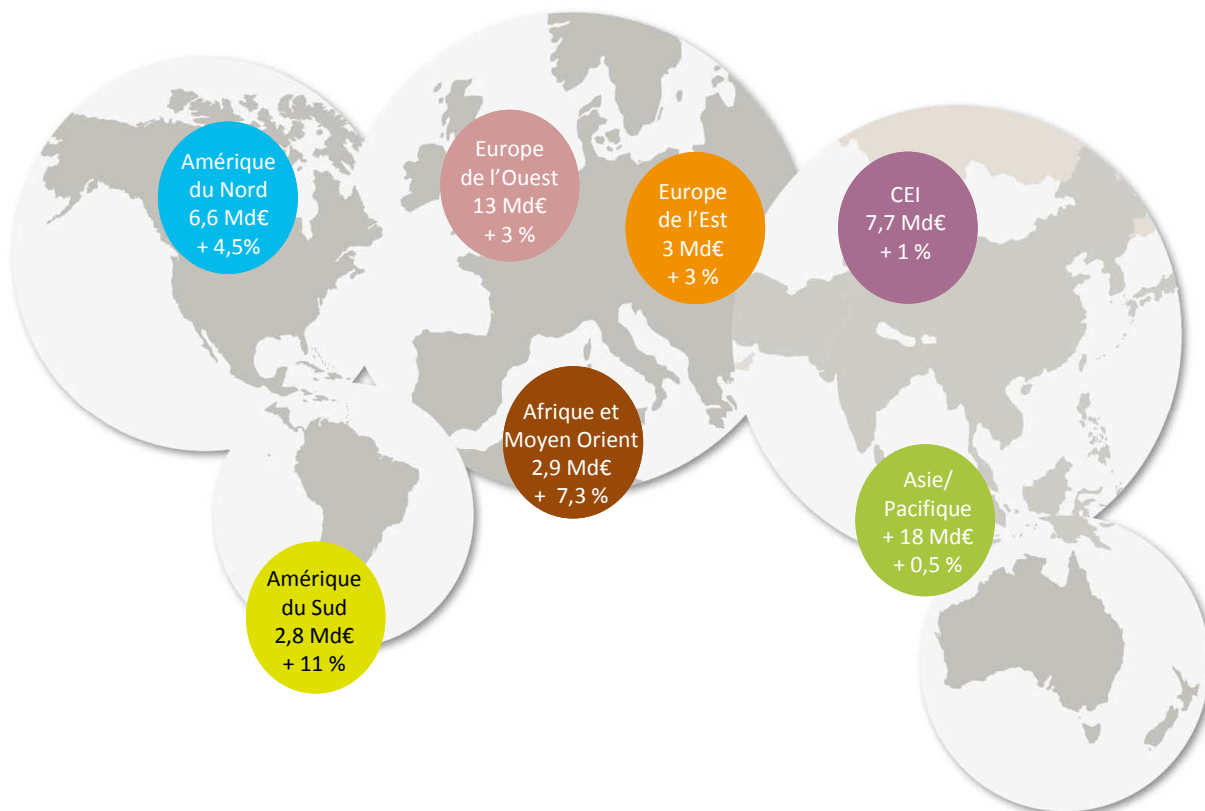 Amérique
du Nord
6,6 Md€
+ 4,5%
Europe
de l’Ouest
13 Md€
+ 3 %
Europe
de l’Est
3 Md€
+ 3 %
CEI
7,7 Md€
+ 1 %
Afrique et
Moyen Orient
2,9 Md€
+ 7,3 %
Asie/
Pacifique
+ 18 Md€
+ 0,5 %
Amérique
du Sud
2,8 Md€
+ 11 %